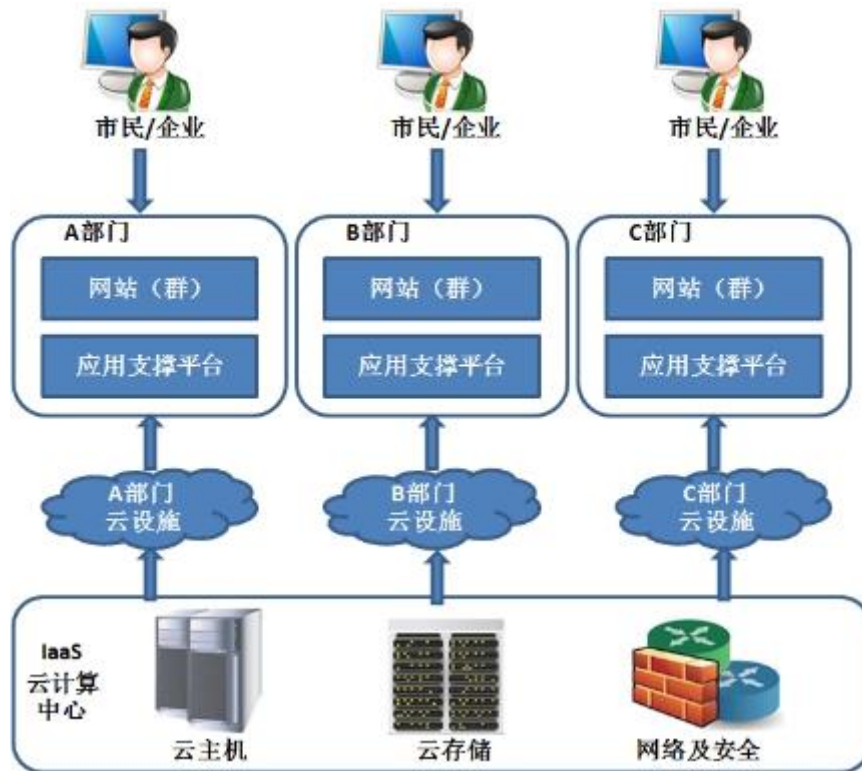 市民/企业
市民/企业
市民/企业
A部门
B部门
C部门
网站（群）
网站（群）
网站（群）
应用支撑平台
应用支撑平台
应用支撑平台
A部门
云设施
B部门
云设施
C部门
云设施
IaaS
云计算
中心
云主机
云存储
网络及安全